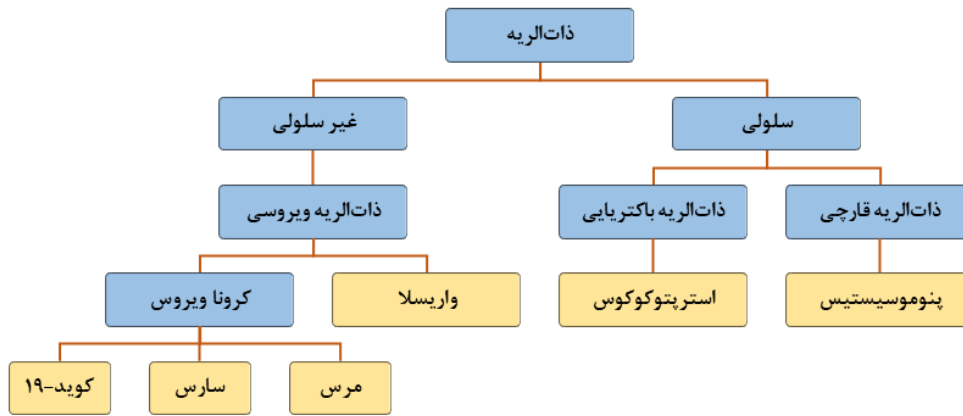 ذات‌الریه
سلولی
غیر سلولی
ذات‌الریه قارچی
ذات‌الریه باکتریایی
ذات‌الریه ویروسی
پنوموسیستیس
استرپتوکوکوس
واریسلا
کرونا ویروس
مرس
سارس
کوید-۱۹